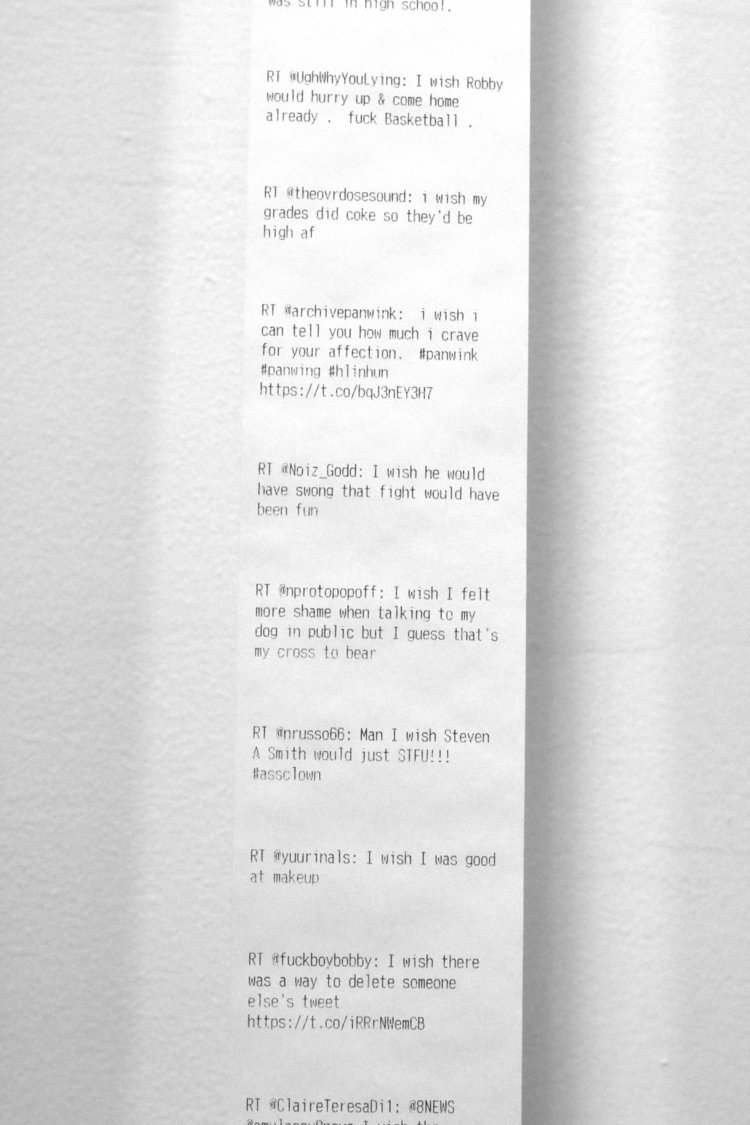 was still in high school.
RT @UghWhyYouLying: I wish Robby
would hurry up & come home
already . fuck Basketball .
RT @theovrdosesound: i wish my
grades did coke so they'd be
high af
RT @archivepanwink: i wish i
can tell you how much i crave
for your affection. #panwink
#panwing #hlinhun
https://t.co/bqJ3nEY3H7
RT @Noiz_Godd: I wish he would
have swong that fight would have
been fun
RT @nprotopopoff: I wish I felt
more shame when talking to my
dog in public but I guess that's
my cross to bear
RT @nrusso66: Man I wish Steven
A Smith would just STFU!!!
#assclown
RT @yuurinals: I wish I was good
at makeup
RT @fuckboybobby: I wish there
was a way to delete someone
else's tweet
https://t.co/iRRrNWemCB
RT @ClaireTeresaDi1: @8NEWS
I wish the